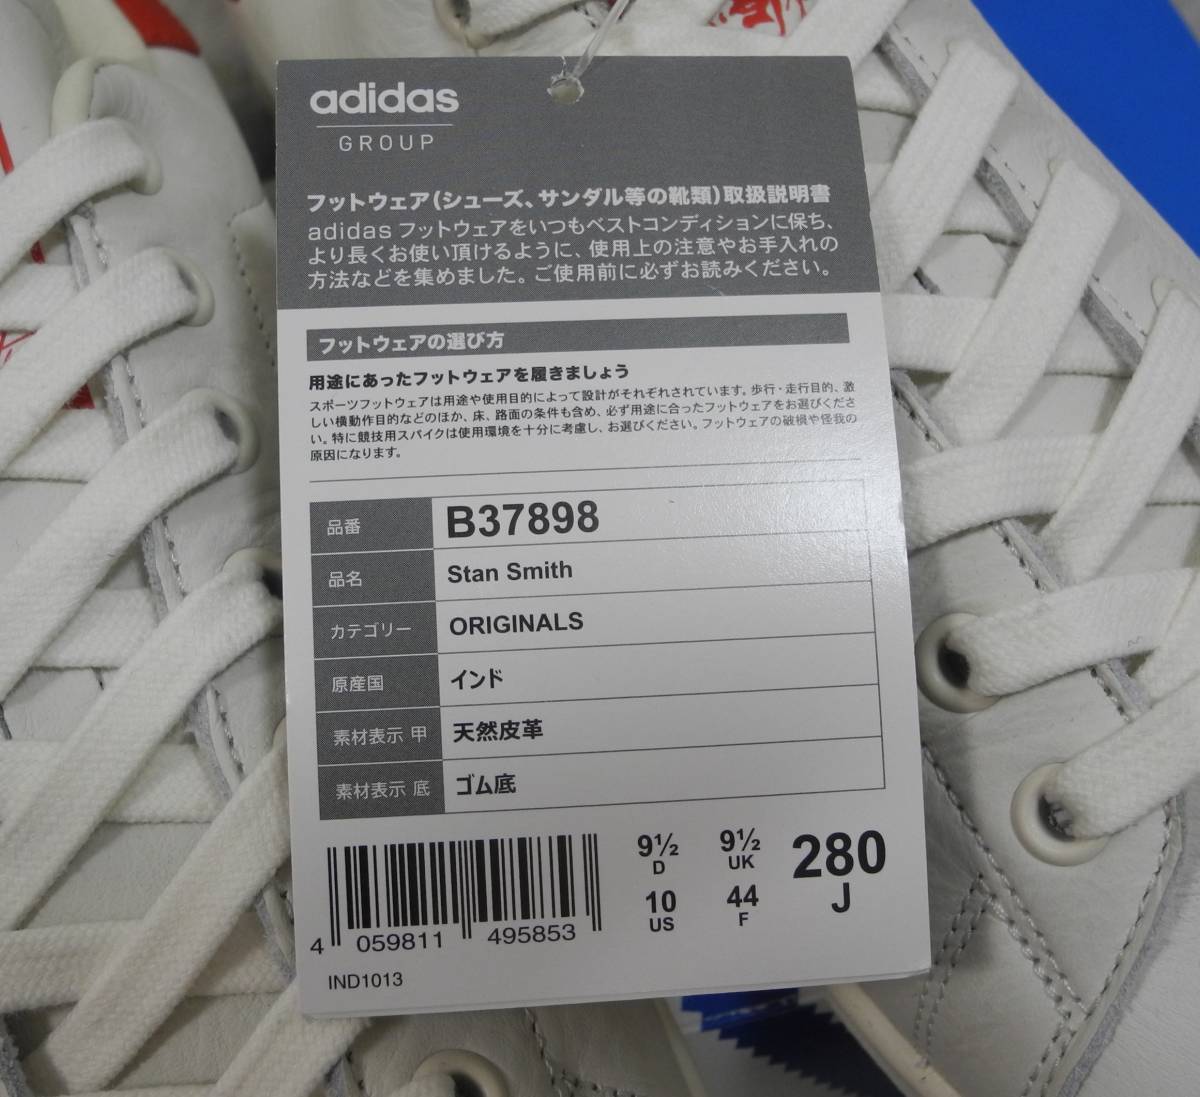 adidas
GROUP
フットウェア(シューズ、サンダル等の靴類)取扱説明書
adidas フットウェアをいつもベストコンディションに保ち、
より長くお使い頂けるように、使用上の注意やお手入れの
方法などを集めました。ご使用前に必ずお読みください。
フットウェアの選び方
用途にあったフットウェアを履きましょう
スポーツフットウェアは用途や使用目的によって設計がそれぞれされています。歩行・走行目的、激
しい横動作目的などのほか、床、路面の条件も含め、必ず用途に合ったフットウェアをお選びくださ
い。特に競技用スパイクは使用環境を十分に考慮し、お選びください。フットウェアの破損や怪我の
原因になります。
品番 B37898
品名 Stan Smith
カテゴリー ORIGINALS
原産国 インド
素材表示 甲 天然皮革
素材表示 底 ゴム底
9½ 9½ 280
D UK J
10 44
US F
4 059811 495853
IND1013